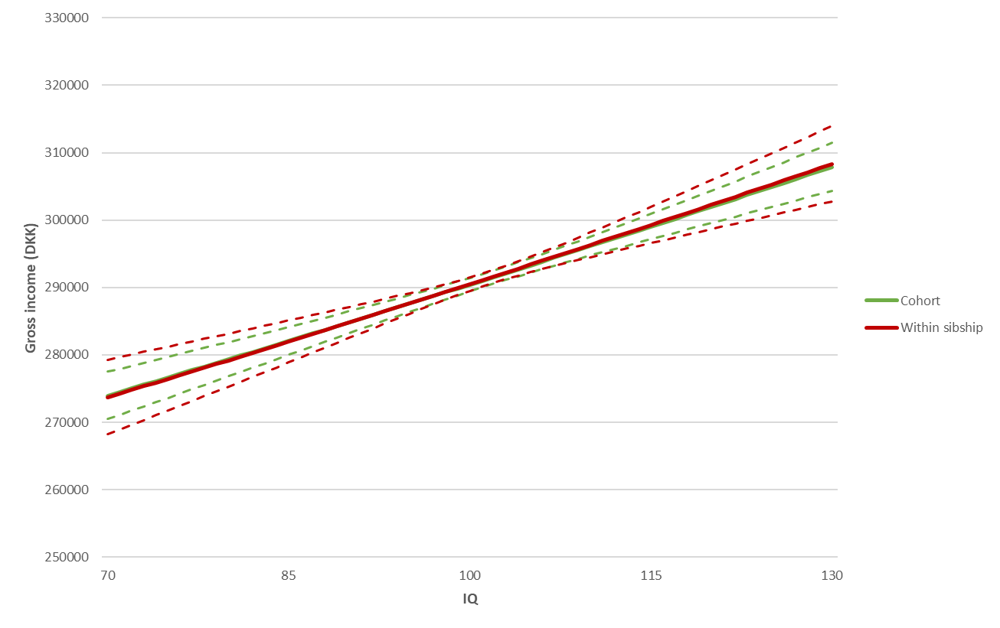 330000
320000
310000
300000
290000
280000
270000
260000
250000
Gross income (DKK)
70 85 100 115 130
IQ
Cohort
Within sibship